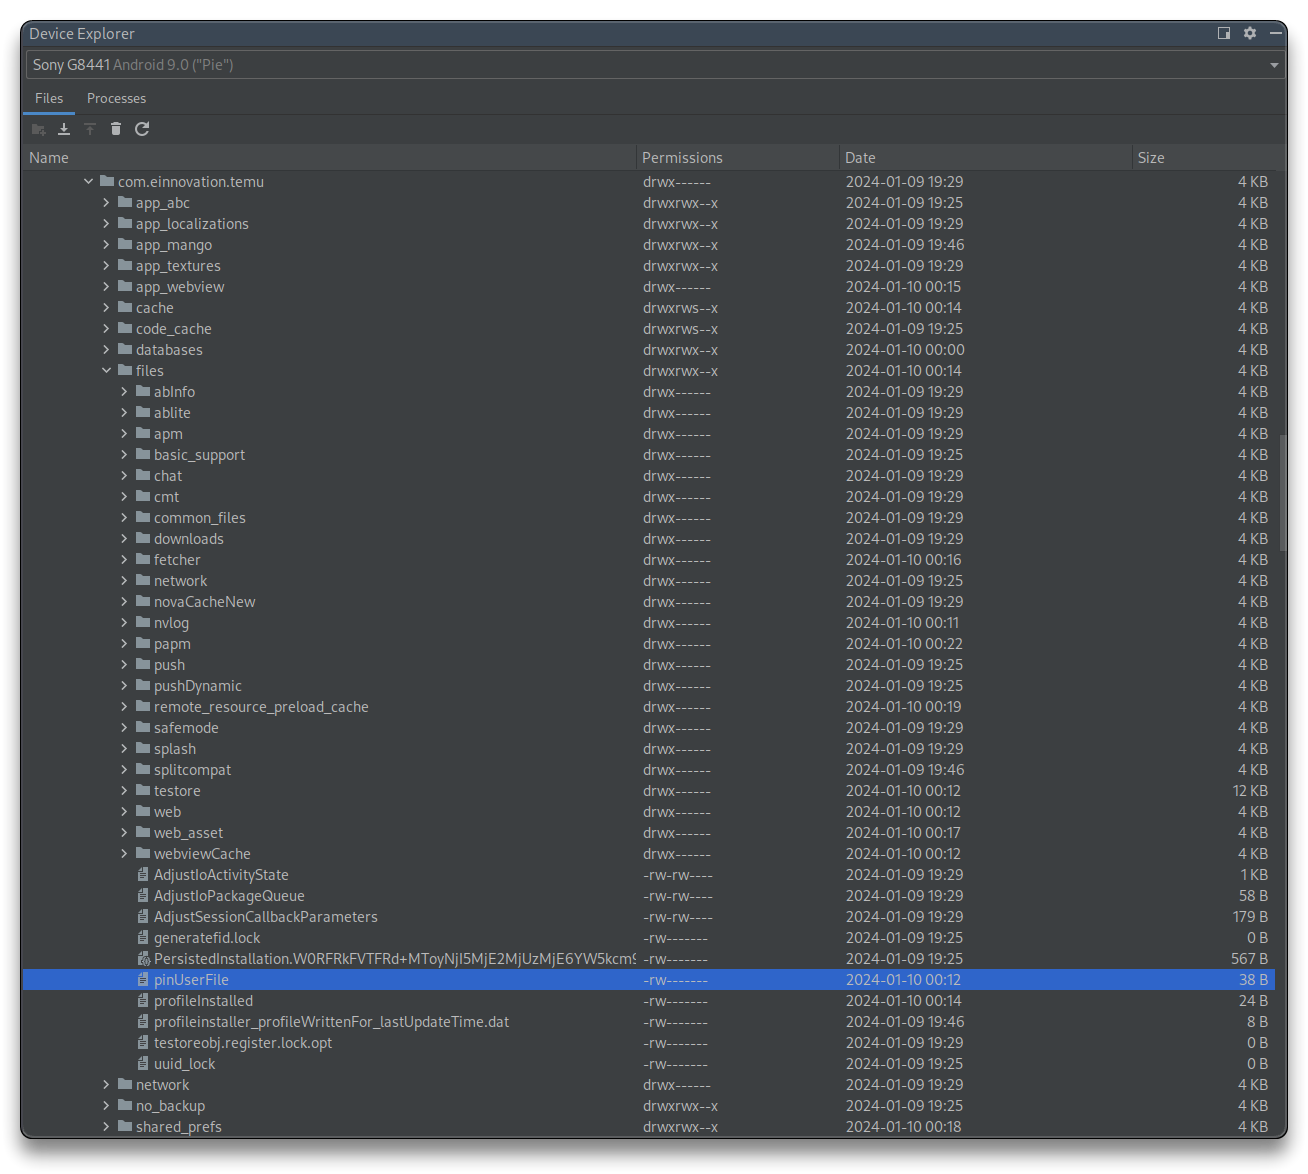 Device Explorer
Sony G8441 Android 9.0 ("Pie")
Files Processes
Name Permissions Date Size
com.einnovation.temu drwx------ 2024-01-09 19:29 4 KB
app_abc drwxrwx--x 2024-01-09 19:25 4 KB
app_localizations drwxrwx--x 2024-01-09 19:29 4 KB
app_mango drwxrwx--x 2024-01-09 19:46 4 KB
app_textures drwxrwx--x 2024-01-09 19:29 4 KB
app_webview drwx------ 2024-01-10 00:15 4 KB
cache drwxrws--x 2024-01-10 00:14 4 KB
code_cache drwxrws--x 2024-01-09 19:25 4 KB
databases drwxrwx--x 2024-01-10 00:00 4 KB
files drwxrwx--x 2024-01-10 00:14 4 KB
abInfo drwx------ 2024-01-09 19:29 4 KB
ablite drwx------ 2024-01-09 19:29 4 KB
apm drwx------ 2024-01-09 19:29 4 KB
basic_support drwx------ 2024-01-09 19:25 4 KB
chat drwx------ 2024-01-09 19:29 4 KB
cmt drwx------ 2024-01-09 19:29 4 KB
common_files drwx------ 2024-01-09 19:29 4 KB
downloads drwx------ 2024-01-09 19:29 4 KB
fetcher drwx------ 2024-01-10 00:16 4 KB
network drwx------ 2024-01-09 19:25 4 KB
novaCacheNew drwx------ 2024-01-09 19:29 4 KB
nvlog drwx------ 2024-01-10 00:11 4 KB
papm drwx------ 2024-01-10 00:22 4 KB
push drwx------ 2024-01-09 19:25 4 KB
pushDynamic drwx------ 2024-01-09 19:25 4 KB
remote_resource_preload_cache drwx------ 2024-01-10 00:19 4 KB
safemode drwx------ 2024-01-09 19:29 4 KB
splash drwx------ 2024-01-09 19:29 4 KB
splitcompat drwx------ 2024-01-09 19:46 4 KB
testore drwx------ 2024-01-10 00:12 12 KB
web drwx------ 2024-01-10 00:12 4 KB
web_asset drwx------ 2024-01-10 00:17 4 KB
webviewCache drwx------ 2024-01-10 00:12 4 KB
AdjustIoActivityState -rw-rw---- 2024-01-09 19:29 1 KB
AdjustIoPackageQueue -rw-rw---- 2024-01-09 19:29 58 B
AdjustSessionCallbackParameters -rw-rw---- 2024-01-09 19:29 179 B
generatefid.lock -rw------- 2024-01-09 19:25 0 B
PersistedInstallation.W0RFRkFVTFRd+MToyNjI5MjE2MjUzMjE6YW5kcm9 -rw------- 2024-01-09 19:25 567 B
pinUserFile -rw------- 2024-01-10 00:12 38 B
profileInstalled -rw------- 2024-01-10 00:14 24 B
profileinstaller_profileWrittenFor_lastUpdateTime.dat -rw------- 2024-01-09 19:46 8 B
testoreobj.register.lock.opt -rw------- 2024-01-09 19:29 0 B
uuid_lock -rw------- 2024-01-09 19:25 0 B
network drwx------ 2024-01-09 19:29 4 KB
no_backup drwxrwx--x 2024-01-09 19:25 4 KB
shared_prefs drwxrwx--x 2024-01-10 00:18 4 KB